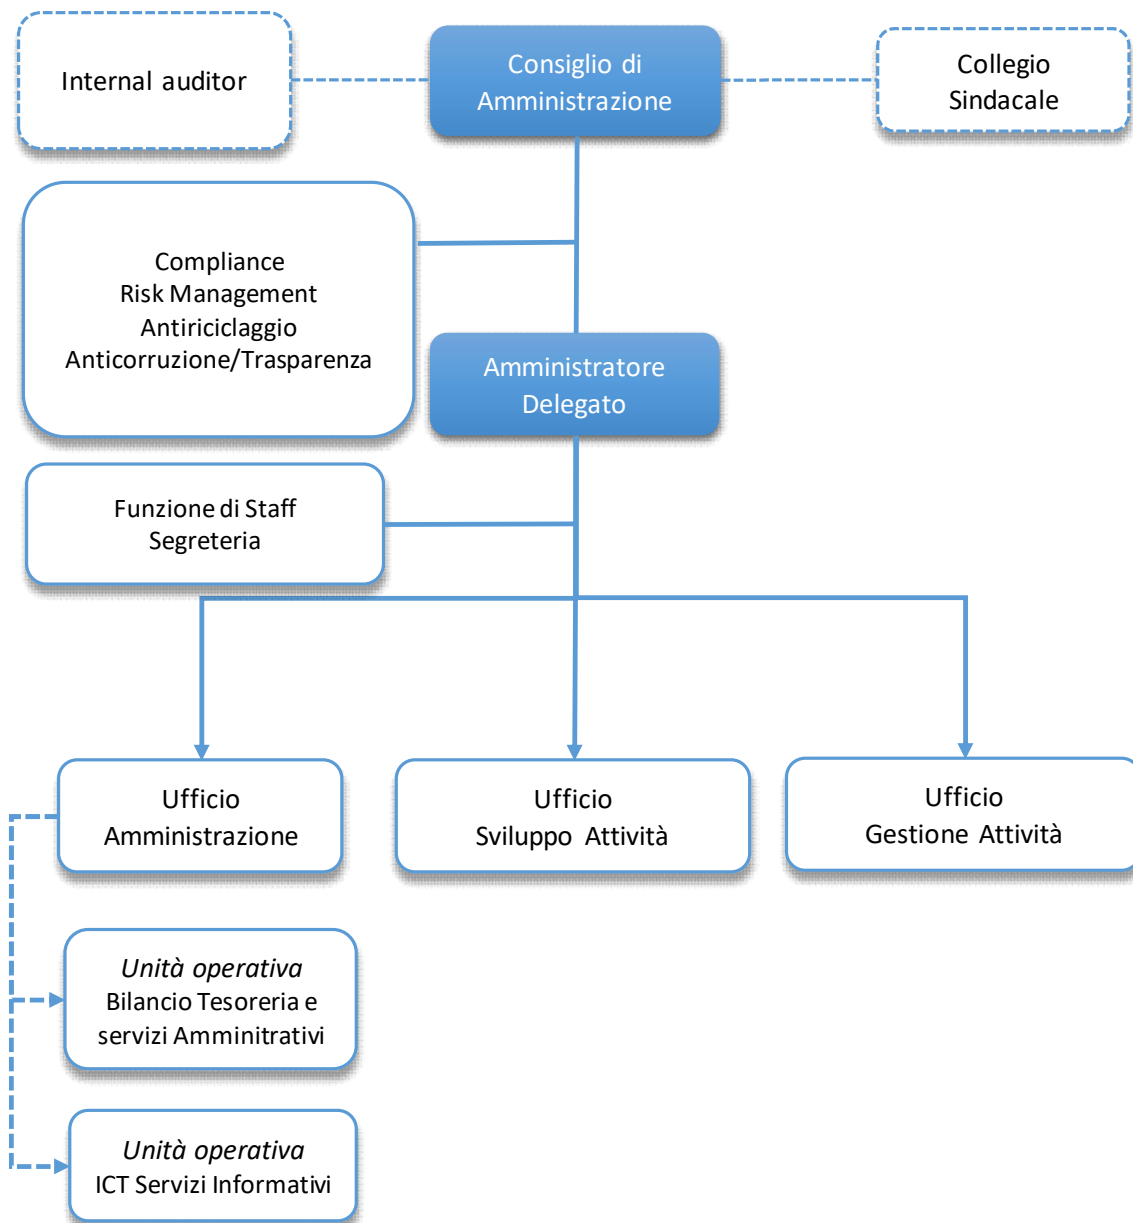 Internal auditor
Consiglio di
Amministrazione
Collegio
Sindacale
Compliance
Risk Management
Antiriciclaggio
Anticorruzione/Trasparenza
Amministratore
Delegato
Funzione di Staff
Segreteria
Ufficio
Amministrazione
Ufficio
Sviluppo Attività
Ufficio
Gestione Attività
Unità operativa
Bilancio Tesoreria e
servizi Amminitrativi
Unità operativa
ICT Servizi Informativi